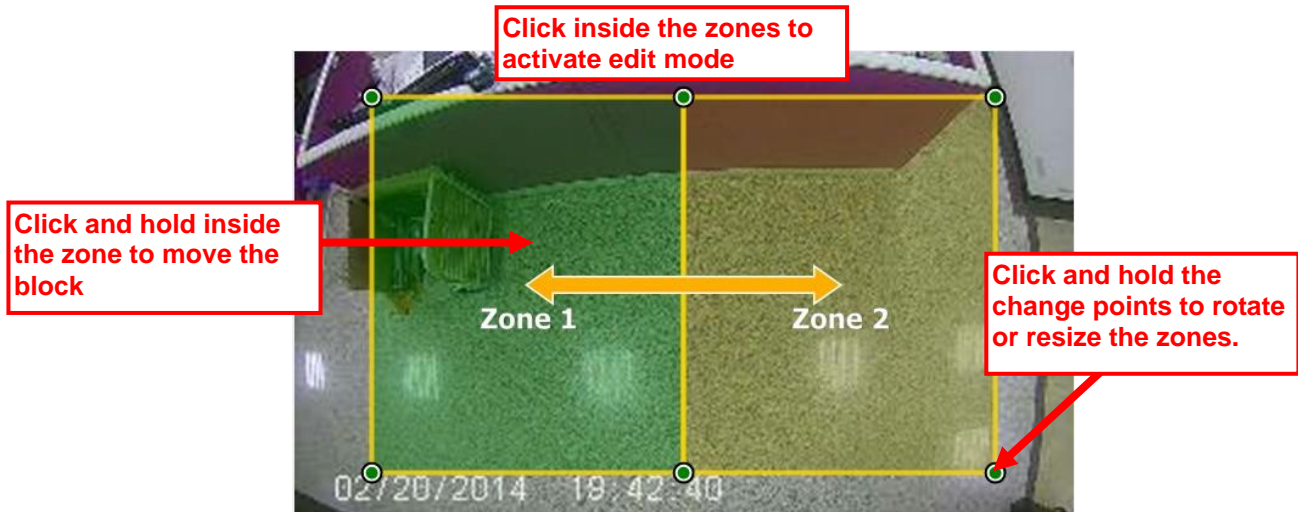 Click inside the zones to
activate edit mode
Click and hold inside
the zone to move the
block
Zone 1
Zone 2
Click and hold the
change points to rotate
or resize the zones.
02/20/2014 19:42:40